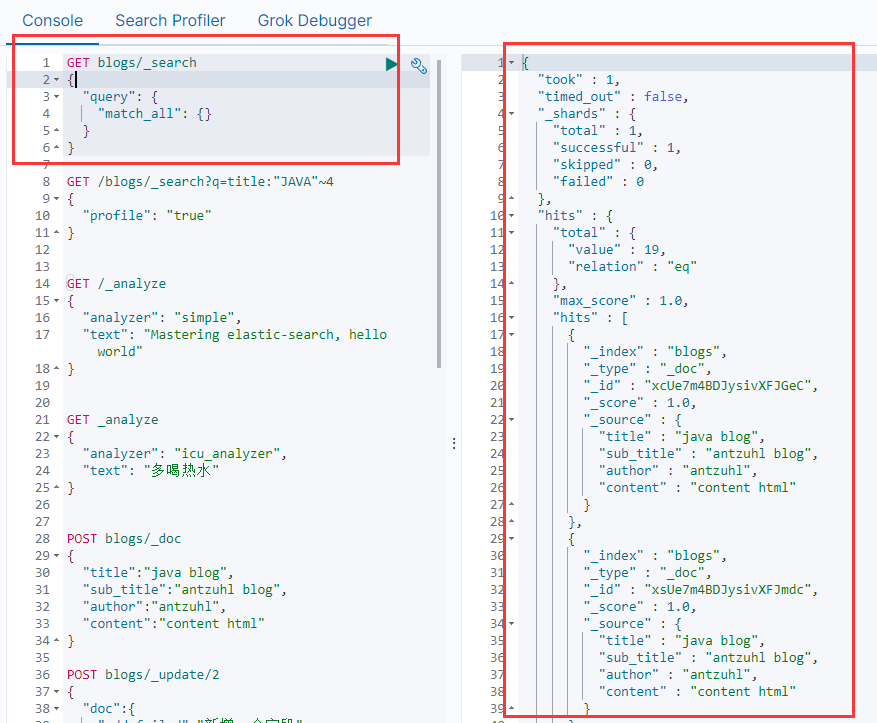 Console Search Profiler Grok Debugger
1 GET blogs/_search
2 {
3 "query": {
4 "match_all": {}
5 }
6 }
7
8 GET /blogs/_search?q=title:"JAVA"~4
9 {
10 "profile": "true"
11 }
12
13
14 GET /_analyze
15 {
16 "analyzer": "simple",
17 "text": "Mastering elastic-search, hello
world"
18 }
19
20
21 GET _analyze
22 {
23 "analyzer": "icu_analyzer",
24 "text": "多喝热水"
25 }
26
27
28 POST blogs/_doc
29 {
30 "title":"java blog",
31 "sub_title":"antzuhl blog",
32 "author":"antzuhl",
33 "content":"content html"
34 }
35
36 POST blogs/_update/2
37 {
38 "doc":{
1 {
2 "took" : 1,
3 "timed_out" : false,
4 "_shards" : {
5 "total" : 1,
6 "successful" : 1,
7 "skipped" : 0,
8 "failed" : 0
9 },
10 "hits" : {
11 "total" : {
12 "value" : 19,
13 "relation" : "eq"
14 },
15 "max_score" : 1.0,
16 "hits" : [
17 {
18 "_index" : "blogs",
19 "_type" : "_doc",
20 "_id" : "xcUe7m4BDJysivXFJGeC",
21 "_score" : 1.0,
22 "_source" : {
23 "title" : "java blog",
24 "sub_title" : "antzuhl blog",
25 "author" : "antzuhl",
26 "content" : "content html"
27 }
28 },
29 {
30 "_index" : "blogs",
31 "_type" : "_doc",
32 "_id" : "xsUe7m4BDJysivXFJmdc",
33 "_score" : 1.0,
34 "_source" : {
35 "title" : "java blog",
36 "sub_title" : "antzuhl blog",
37 "author" : "antzuhl",
38 "content" : "content html"
39 }